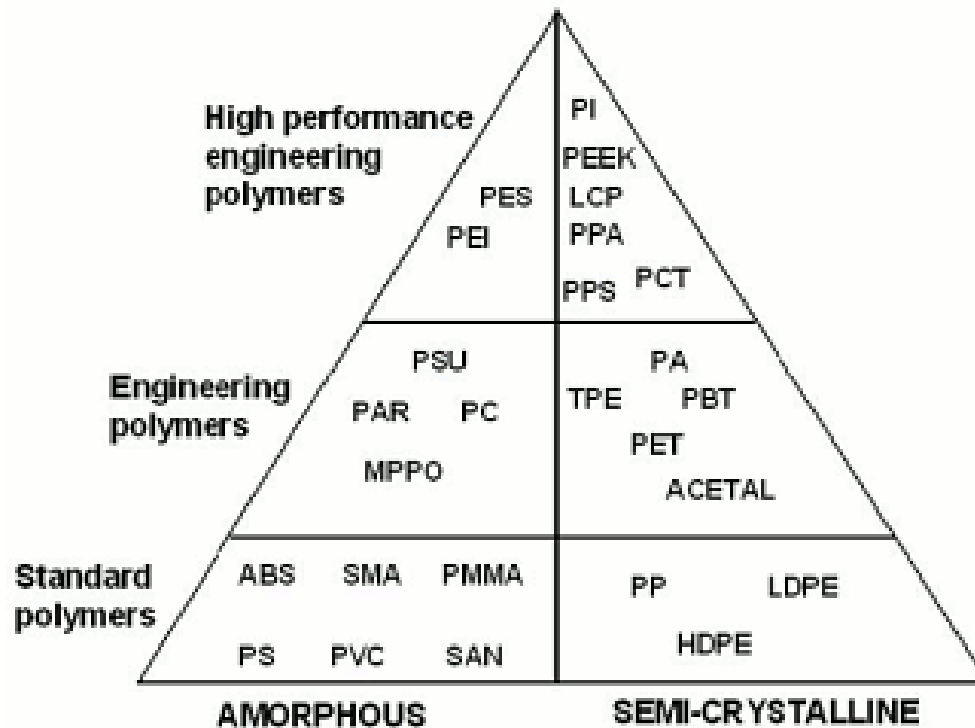 High performance
engineering
polymers
PI
PEEK
PES
LCP
PEI
PPA
PPS
PCT
Engineering
polymers
PSU
PAR
PC
MPPO
PA
TPE
PBT
PET
ACETAL
Standard
polymers
ABS
SMA
PMMA
PS
PVC
SAN
PP
LDPE
HDPE
AMORPHOUS
SEMI-CRYSTALLINE